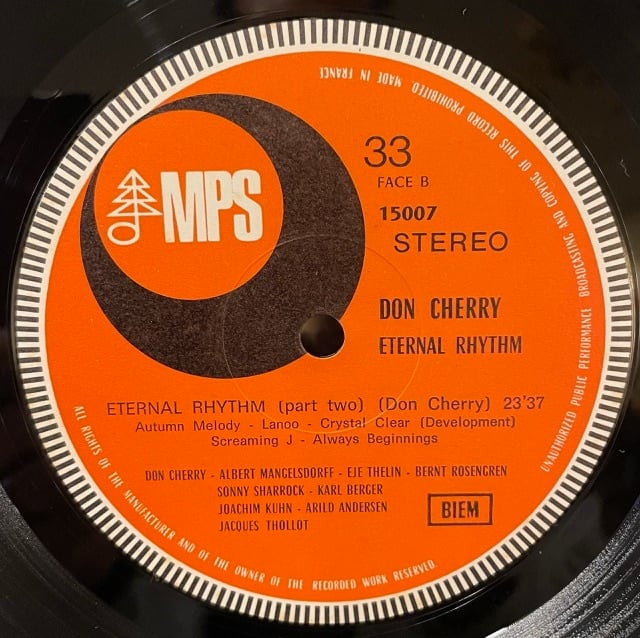 MPS
33
FACE B
15007
STEREO
DON CHERRY
ETERNAL RHYTHM
ETERNAL RHYTHM (part two) (Don Cherry) 23'37
Autumn Melody - Lanoo - Crystal Clear (Development)
Screaming J - Always Beginnings
DON CHERRY - ALBERT MANGELSDORFF - EJE THELIN - BERNT ROSENGREN
SONNY SHARROCK - KARL BERGER
JOACHIM KUHN - ARILD ANDERSEN
JACQUES THOLLOT
BIEM
ALL RIGHTS OF THE MANUFACTURER AND OF THE OWNER OF THE RECORDED WORK RESERVED.
UNAUTHORIZED PUBLIC PERFORMANCE BROADCASTING AND COPYING OF THIS RECORD PROHIBITED. MADE IN FRANCE